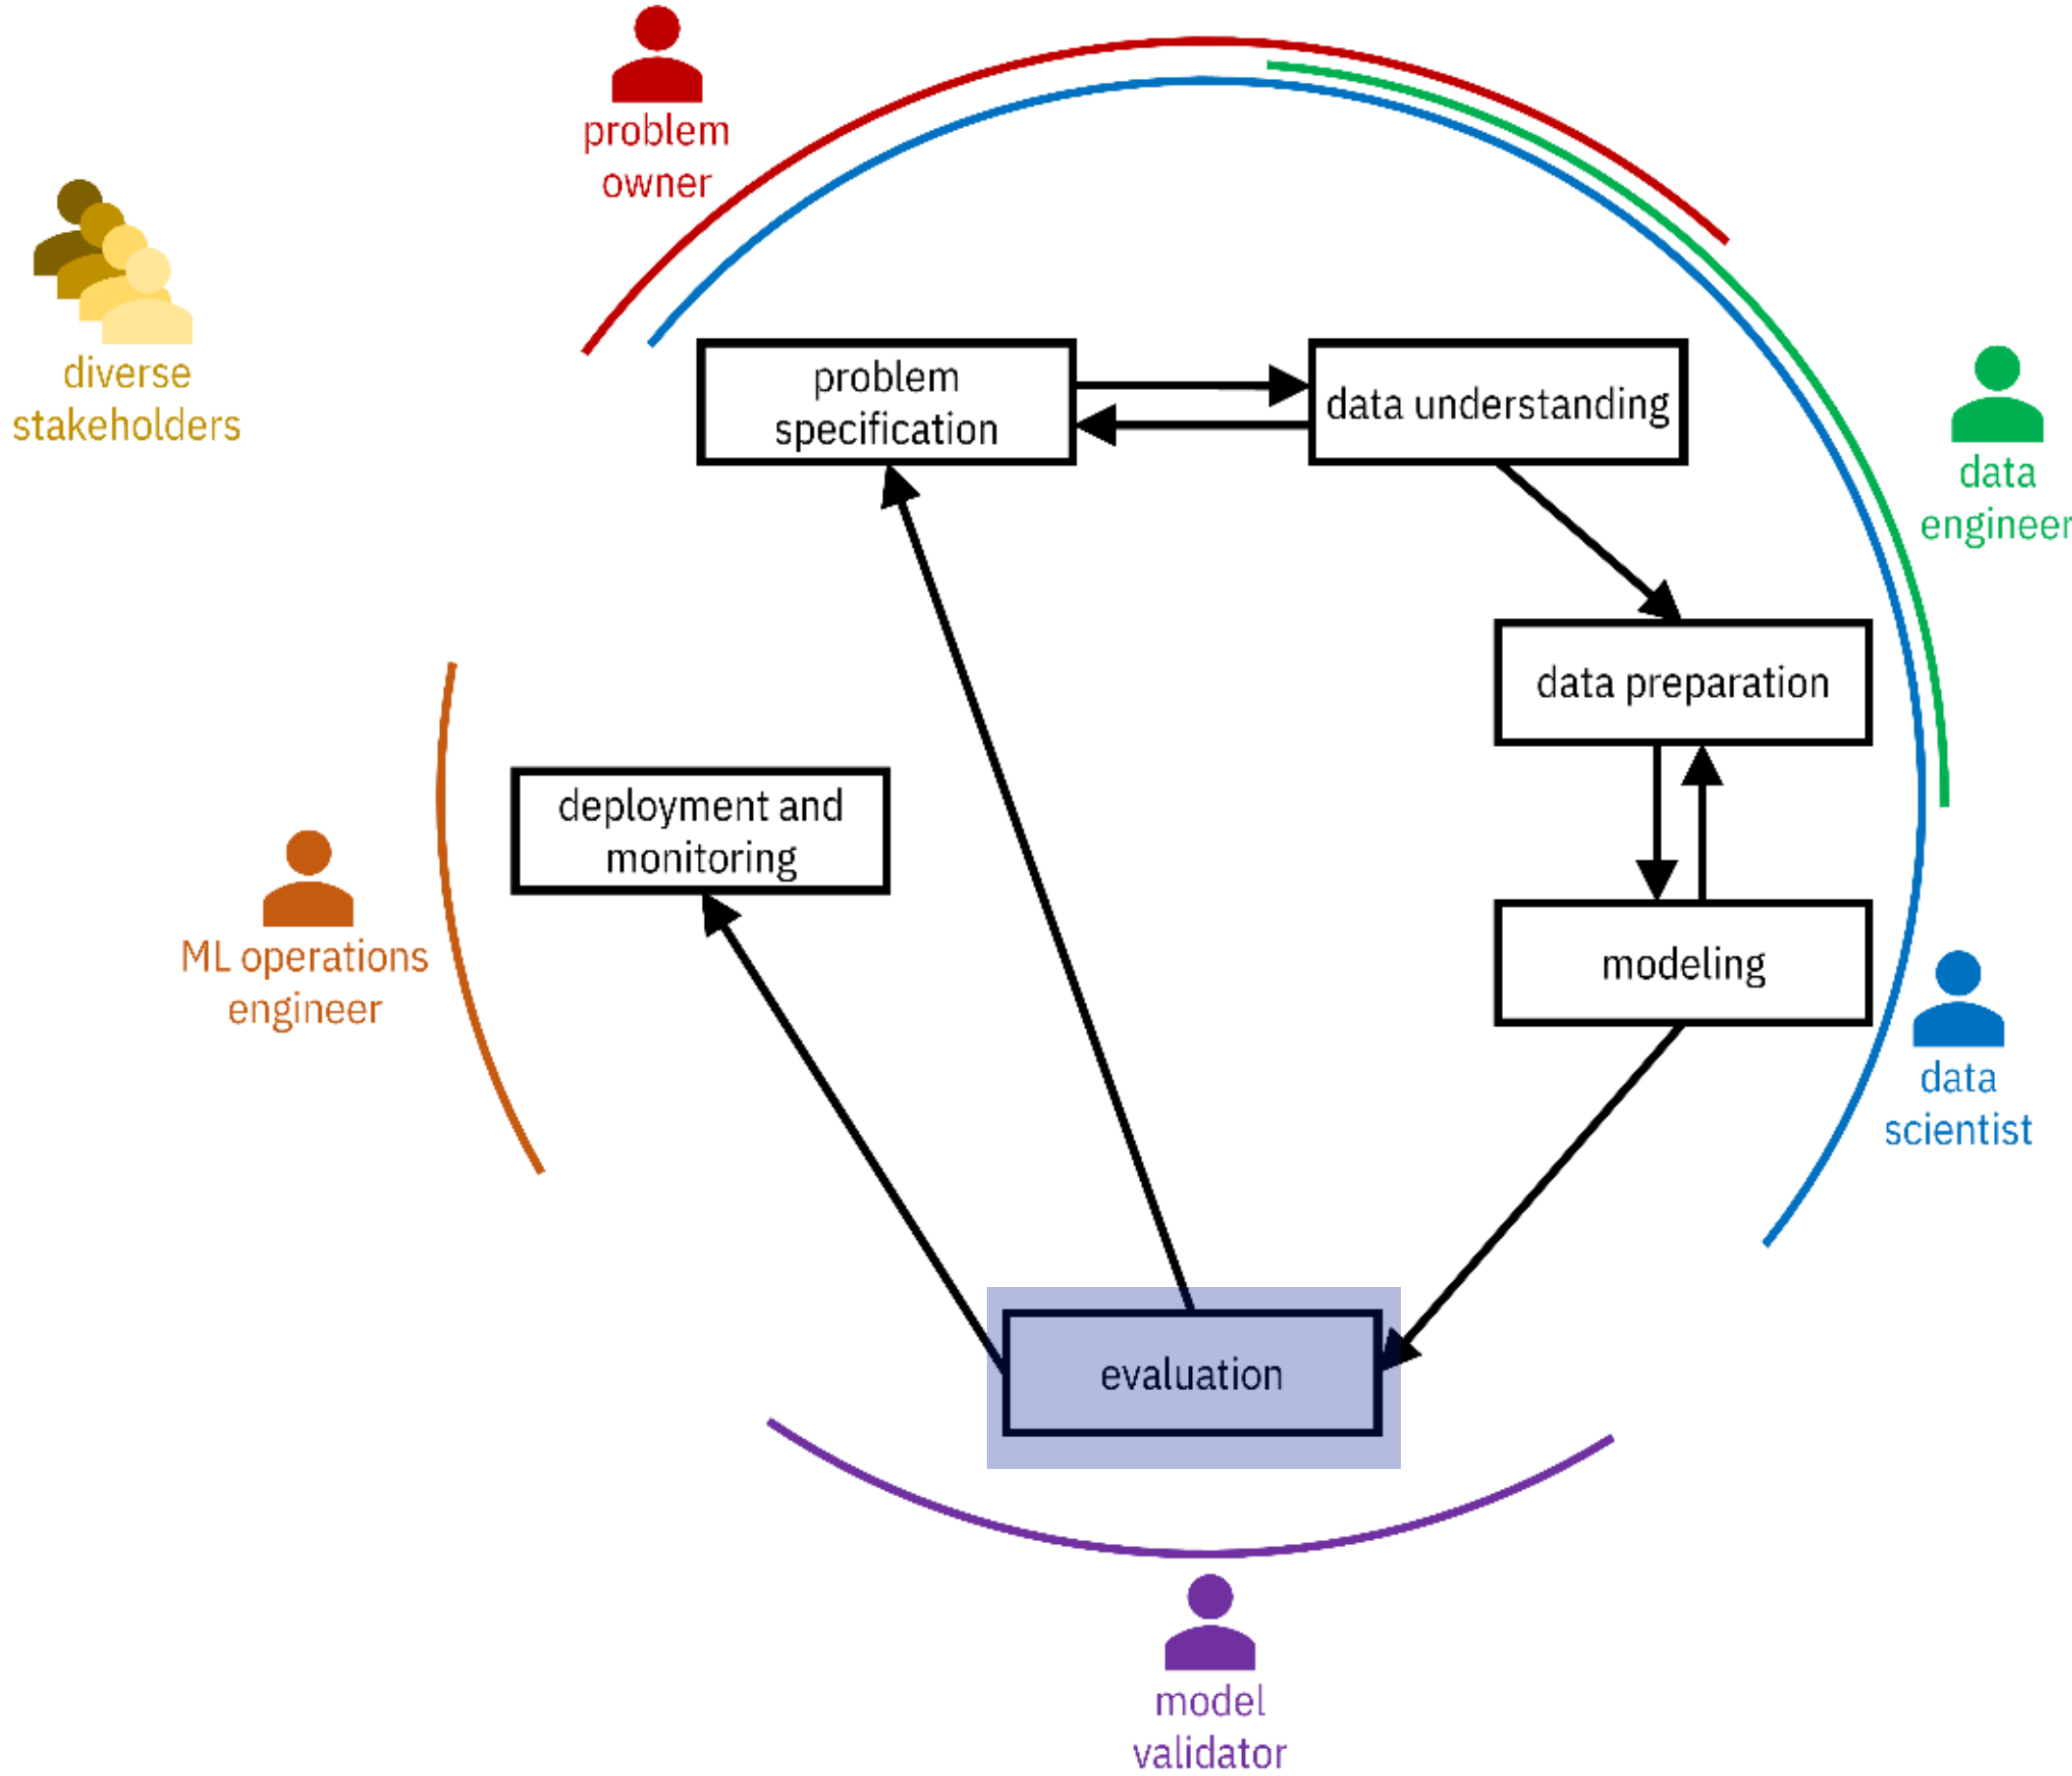 problem
owner
diverse
stakeholders
problem
specification
data understanding
data
engineer
data preparation
deployment and
monitoring
ML operations
engineer
modeling
data
scientist
evaluation
model
validator